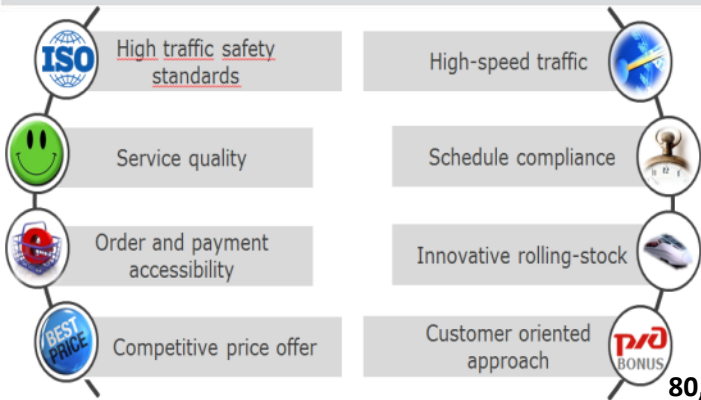 ISO
High traffic safety
standards
High-speed traffic
Service quality
Schedule compliance
Order and payment
accessibility
Innovative rolling-stock
BEST
PRICE
Competitive price offer
Customer oriented
approach
pjd
BONUS
80,